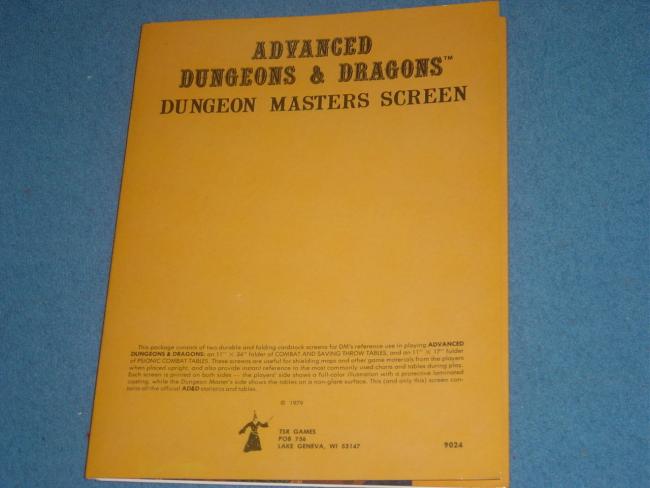 ADVANCED
DUNGEONS & DRAGONS™
DUNGEON MASTERS SCREEN
This package consists of two durable and folding cardstock screens for DM's reference use in playing ADVANCED
DUNGEONS & DRAGONS: an 11" × 34" folder of COMBAT AND SAVING THROW TABLES, and an 11" × 17" folder
of PSIONIC COMBAT TABLES. These screens are useful for shielding maps and other game materials from the players
when placed upright, and also provide instant reference to the most commonly used charts and tables during play.
Each screen is printed on both sides — the players' side shows a full-color illustration with a protective laminated
coating, while the Dungeon Master's side shows the tables on a non-glare surface. This (and only this) screen con-
tains all the official AD&D statistics and tables.
© 1979
TSR GAMES
POB 756
LAKE GENEVA, WI 53147
9024